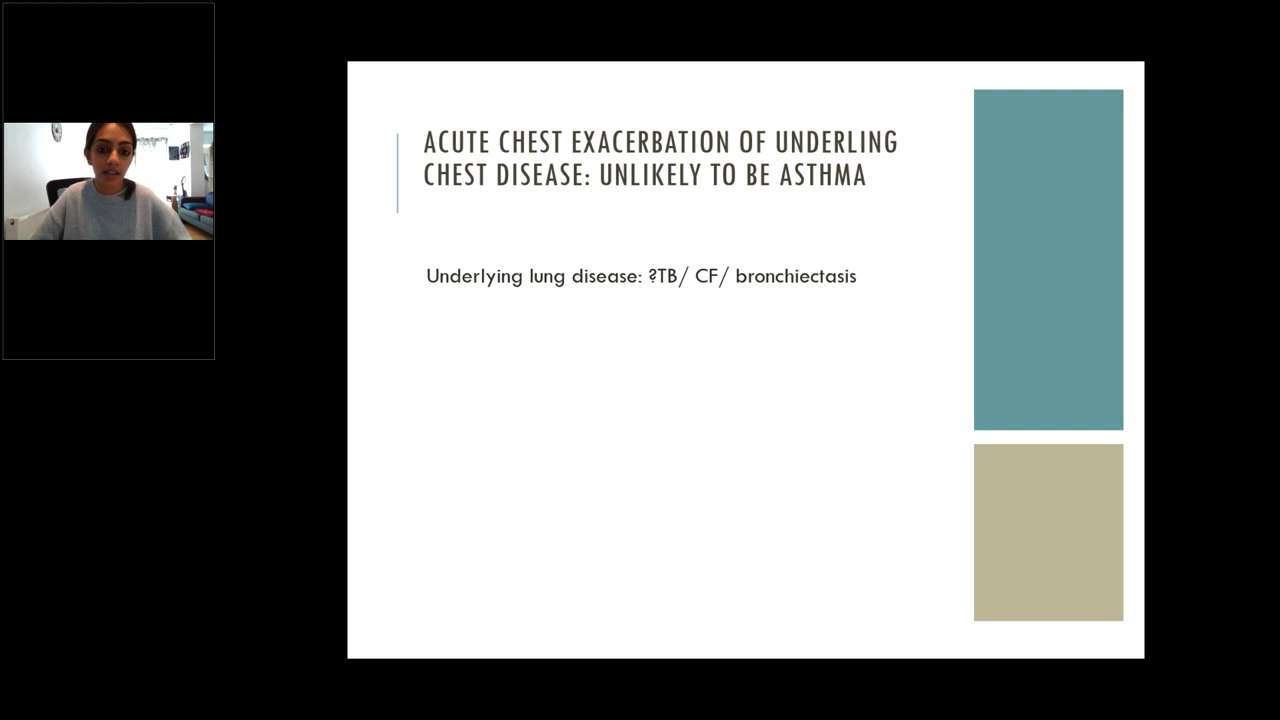 ACUTE CHEST EXACERBATION OF UNDERLING
CHEST DISEASE: UNLIKELY TO BE ASTHMA
Underlying lung disease: ?TB/ CF/ bronchiectasis